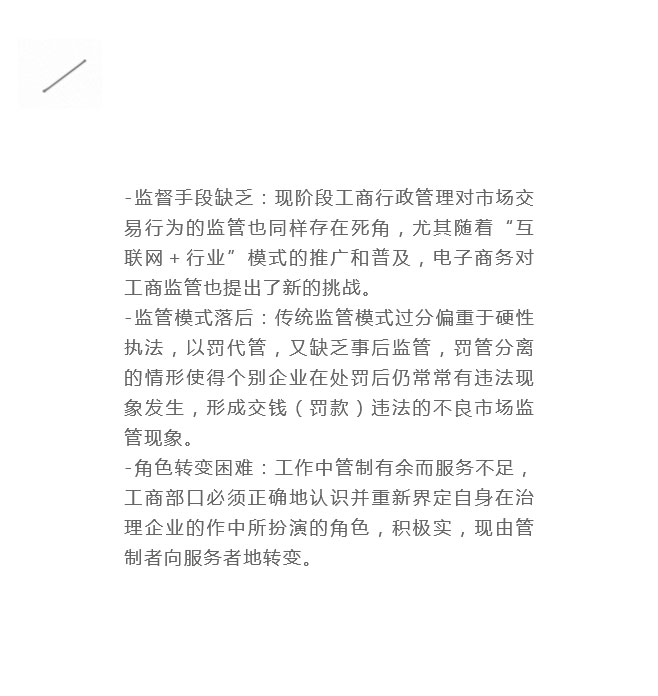 -监督手段缺乏：现阶段工商行政管理对市场交
易行为的监管也同样存在死角，尤其随着“互
联网＋行业”模式的推广和普及，电子商务对
工商监管也提出了新的挑战。
-监管模式落后：传统监管模式过分偏重于硬性
执法，以罚代管，又缺乏事后监管，罚管分离
的情形使得个别企业在处罚后仍常常有违法现
象发生，形成交钱（罚款）违法的不良市场监
管现象。
-角色转变困难：工作中管制有余而服务不足，
工商部口必须正确地认识并重新界定自身在治
理企业的作中所扮演的角色，积极实，现由管
制者向服务者地转变。